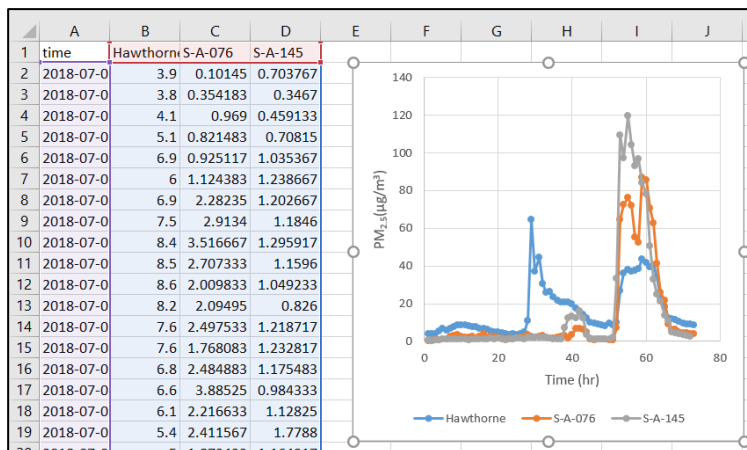 A B C D E F G H I J
1 time Hawthorne S-A-076 S-A-145
2 2018-07-0 3.9 0.10145 0.703767
3 2018-07-0 3.8 0.354183 0.3467
4 2018-07-0 4.1 0.969 0.459133
5 2018-07-0 5.1 0.821483 0.70815
6 2018-07-0 6.9 0.925117 1.035367
7 2018-07-0 6 1.124383 1.238667
8 2018-07-0 6.9 2.28235 1.202667
9 2018-07-0 7.5 2.9134 1.1846
10 2018-07-0 8.4 3.516667 1.295917
11 2018-07-0 8.5 2.707333 1.1596
12 2018-07-0 8.6 2.009833 1.049233
13 2018-07-0 8.2 2.09495 0.826
14 2018-07-0 7.6 2.497533 1.218717
15 2018-07-0 7.6 1.768083 1.232817
16 2018-07-0 6.8 2.484883 1.175483
17 2018-07-0 6.6 3.88525 0.984333
18 2018-07-0 6.1 2.216633 1.12825
19 2018-07-0 5.4 2.411567 1.7788
140
120
100
80
60
40
20
0
PM2.5(µg/m³)
0 20 40 60 80
Time (hr)
Hawthorne S-A-076 S-A-145